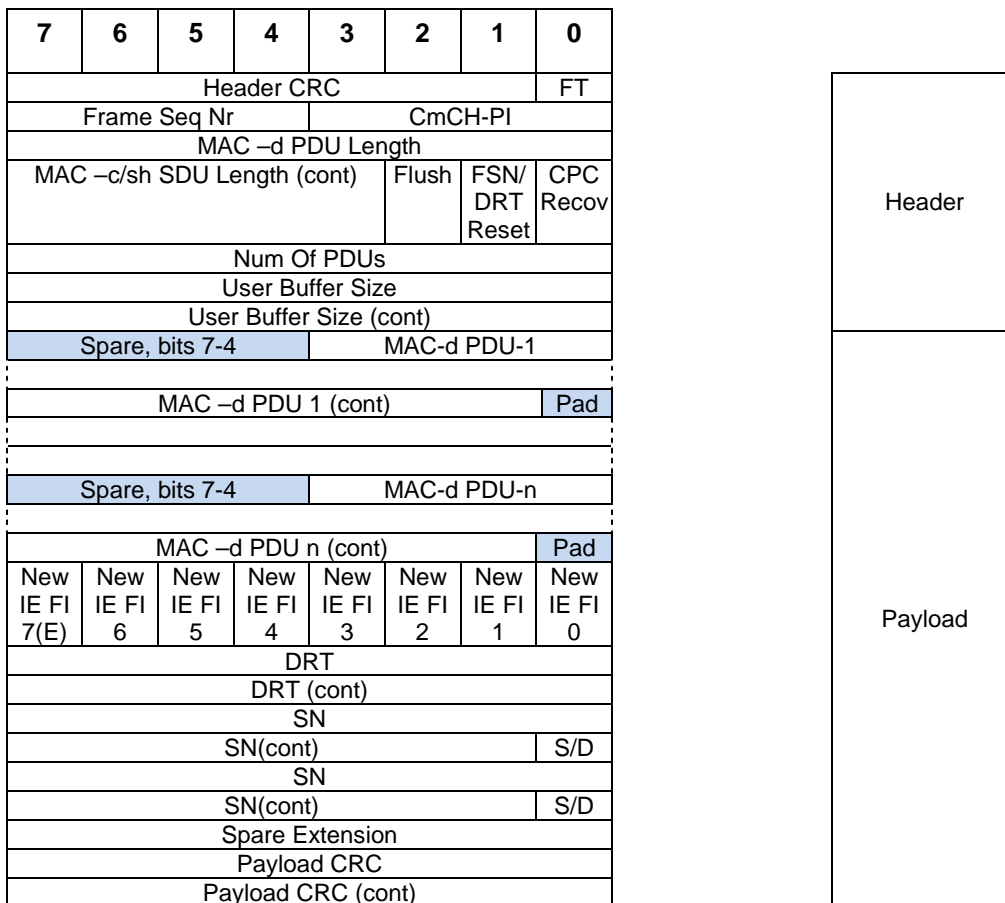 7 6 5 4 3 2 1 0
Header CRC FT
Frame Seq Nr CmCH-PI
MAC –d PDU Length
MAC –c/sh SDU Length (cont) Flush FSN/ CPC
DRT Recov
Reset
Header
Num Of PDUs
User Buffer Size
User Buffer Size (cont)
Spare, bits 7-4 MAC-d PDU-1
MAC –d PDU 1 (cont) Pad
Spare, bits 7-4 MAC-d PDU-n
MAC –d PDU n (cont) Pad
New New New New New New New New
IE FI IE FI IE FI IE FI IE FI IE FI IE FI IE FI
7(E) 6 5 4 3 2 1 0
Payload
DRT
DRT (cont)
SN
SN(cont) S/D
SN
SN(cont) S/D
Spare Extension
Payload CRC
Payload CRC (cont)